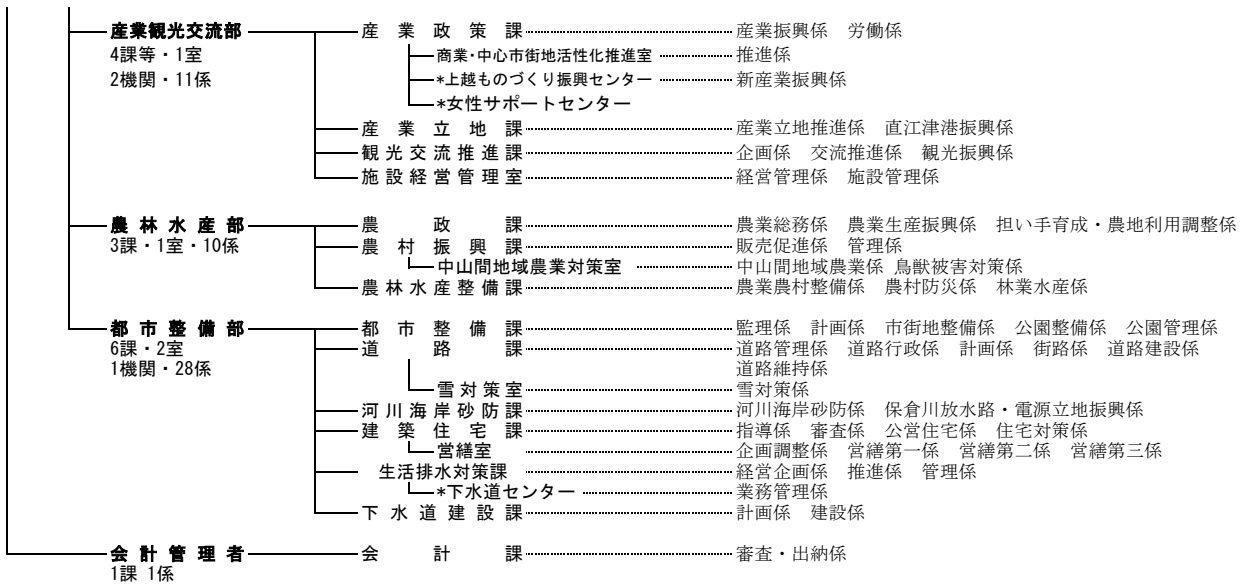 産業観光交流部 産業政策課 産業振興係 労働係
4課等・1室 商業・中心市街地活性化推進室 推進係
2機関・11係 *上越ものづくり振興センター 新産業振興係
*女性サポートセンター
産業立地課 産業立地推進係 直江津港振興係
観光交流推進課 企画係 交流推進係 観光振興係
施設経営管理室 経営管理係 施設管理係
農林水産部 農政課 農業総務係 農業生産振興係 担い手育成・農地利用調整係
3課・1室・10係 農村振興課 販売促進係 管理係
中山間地域農業対策室 中山間地域農業係 鳥獣被害対策係
農林水産整備課 農業農村整備係 農村防災係 林業水産係
都市整備部 都市整備課 監理係 計画係 市街地整備係 公園整備係 公園管理係
6課・2室 道路課 道路管理係 道路行政係 計画係 街路係 道路建設係
1機関・28係 道路維持係
雪対策室 雪対策係
河川海岸砂防課 河川海岸砂防係 保倉川放水路・電源立地振興係
建築住宅課 指導係 審査係 公営住宅係 住宅対策係
営繕室 企画調整係 営繕第一係 営繕第二係 営繕第三係
生活排水対策課 経営企画係 推進係 管理係
*下水道センター 業務管理係
下水道建設課 計画係 建設係
会計管理者 会計課 審査・出納係
1課 1係